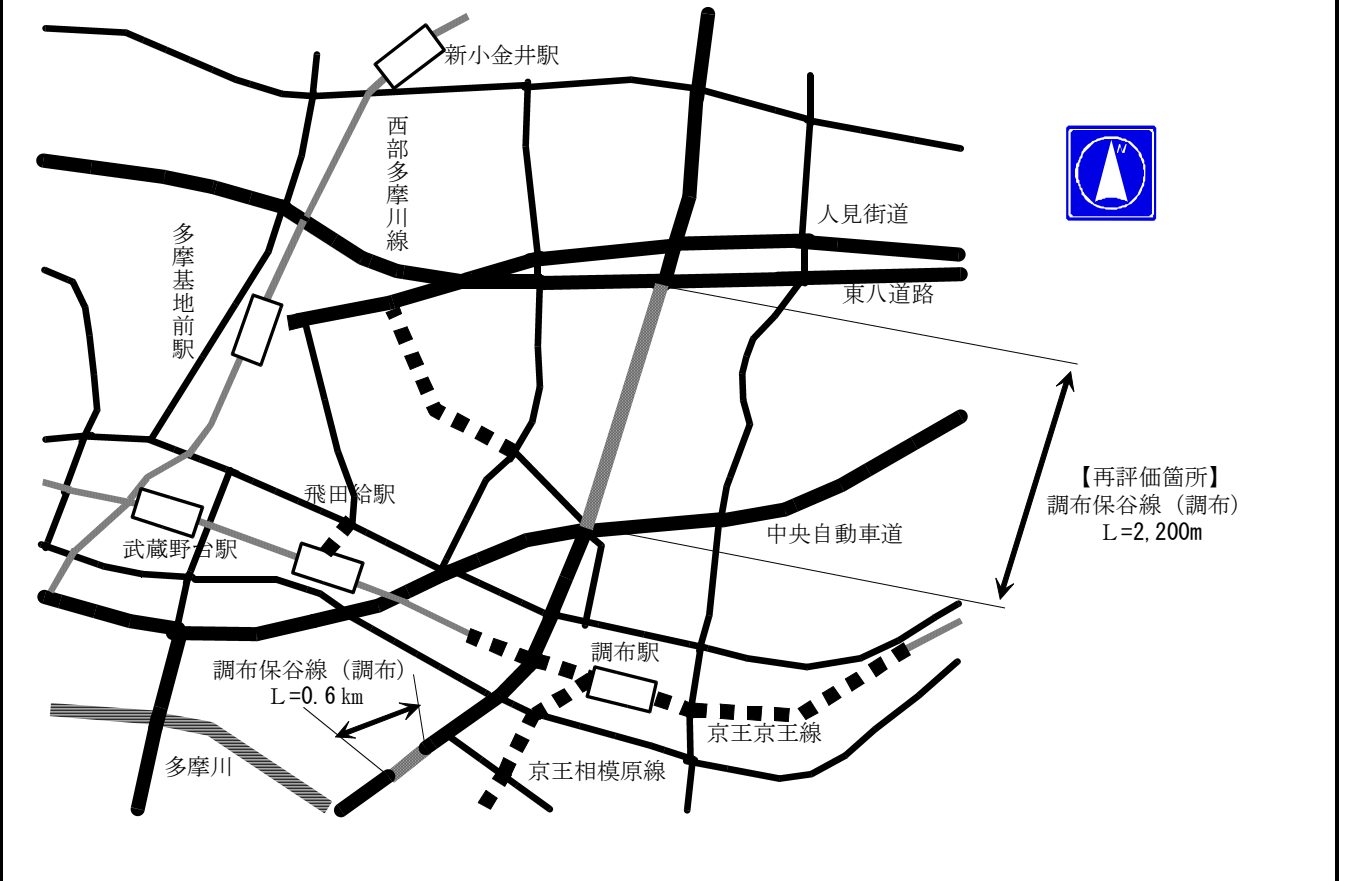 新小金井駅
西部多摩川線
N
人見街道
多摩基地前駅
東八道路
【再評価箇所】
調布保谷線（調布）
L=2,200m
飛田給駅
中央自動車道
武蔵野台駅
調布駅
調布保谷線（調布）
L=0.6㎞
京王京王線
多摩川
京王相模原線